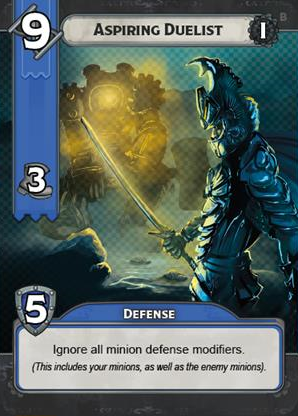 9
ASPIRING DUELIST
1
B
3
5
DEFENSE
Ignore all minion defense modifiers.
(This includes your minions, as well as the enemy minions).